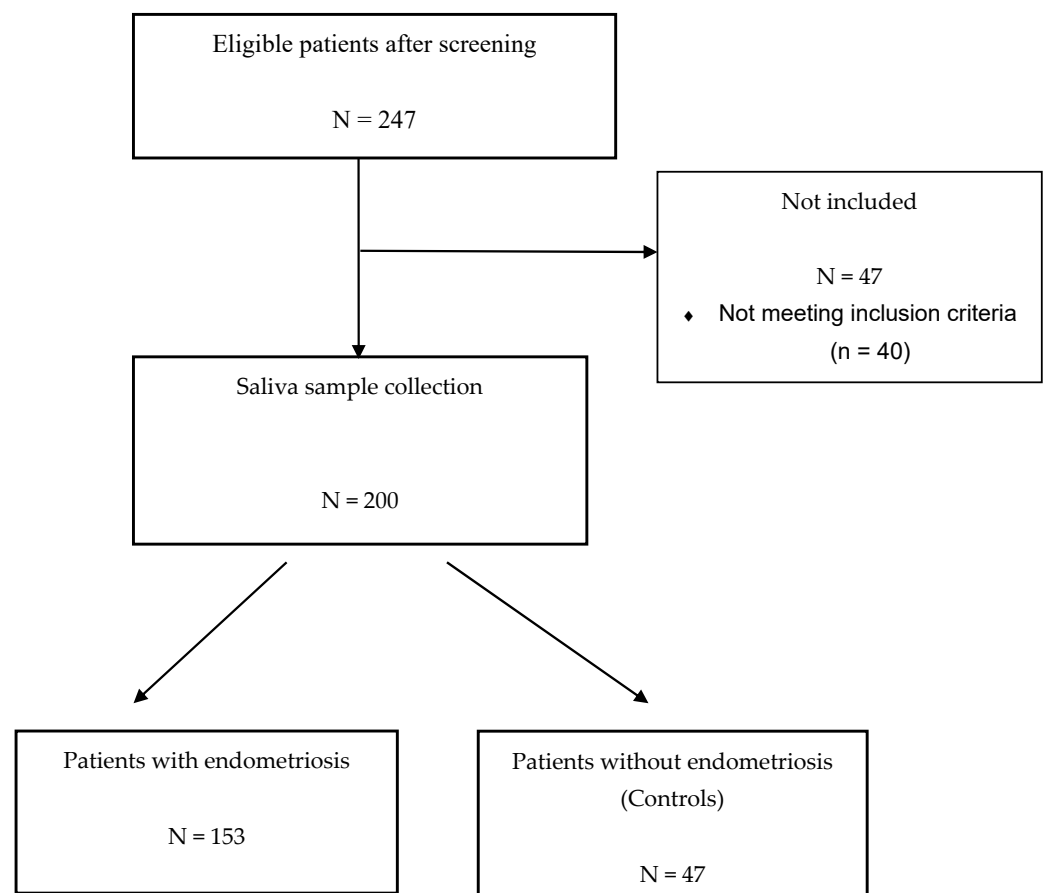 Eligible patients after screening
N = 247
Not included
N = 47
♦ Not meeting inclusion criteria
(n = 40)
Saliva sample collection
N = 200
Patients with endometriosis
N = 153
Patients without endometriosis
(Controls)
N = 47